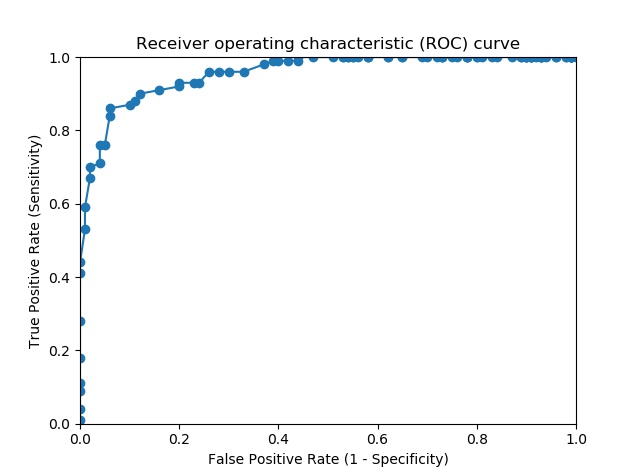 Receiver operating characteristic (ROC) curve
1.0
0.8
0.6
0.4
0.2
0.0
True Positive Rate (Sensitivity)
0.0 0.2 0.4 0.6 0.8 1.0
False Positive Rate (1 - Specificity)